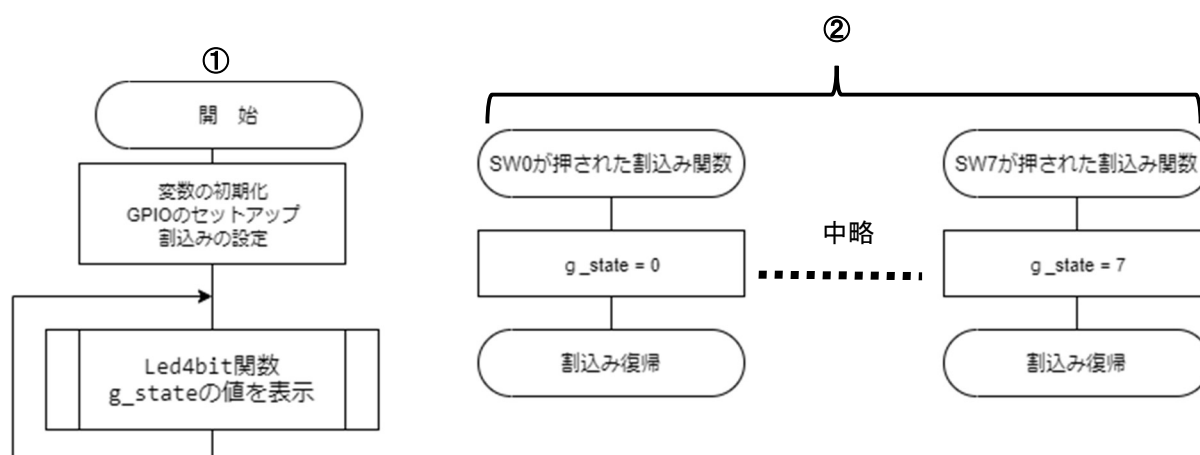 ①
開　始
変数の初期化
GPIOのセットアップ
割込みの設定
Led4bit関数
g_stateの値を表示
②
SW0が押された割込み関数
g_state = 0
割込み復帰
中略
SW7が押された割込み関数
g_state = 7
割込み復帰